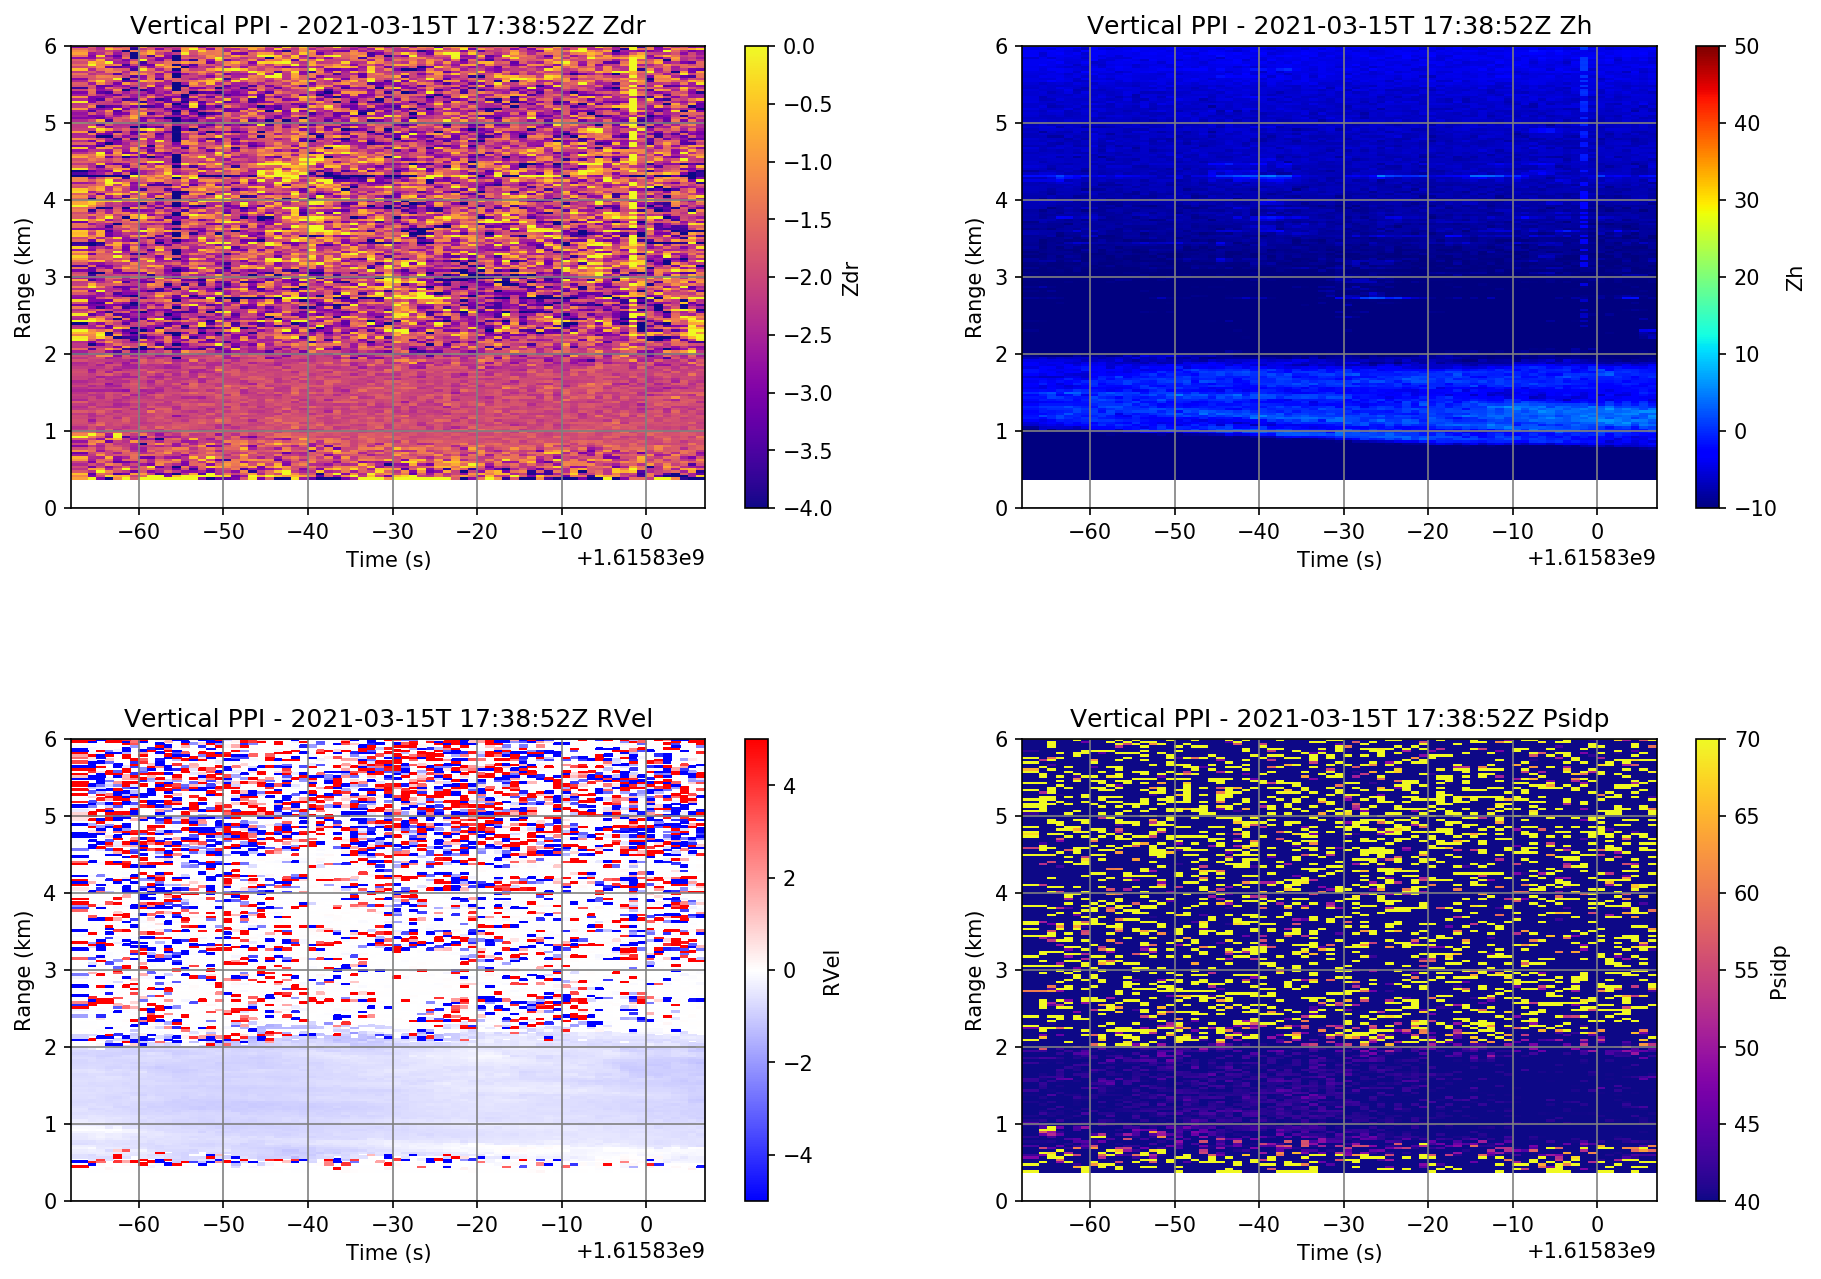 Vertical PPI - 2021-03-15T 17:38:52Z Zdr
6
5
4
3
2
1
0
Range (km)
−60 −50 −40 −30 −20 −10 0
Time (s)
+1.61583e9
0.0
−0.5
−1.0
−1.5
−2.0
−2.5
−3.0
−3.5
−4.0
Zdr
Vertical PPI - 2021-03-15T 17:38:52Z Zh
6
5
4
3
2
1
0
Range (km)
−60 −50 −40 −30 −20 −10 0
Time (s)
+1.61583e9
50
40
30
20
10
0
−10
Zh
Vertical PPI - 2021-03-15T 17:38:52Z RVel
6
5
4
3
2
1
0
Range (km)
−60 −50 −40 −30 −20 −10 0
Time (s)
+1.61583e9
4
2
0
−2
−4
RVel
Vertical PPI - 2021-03-15T 17:38:52Z Psidp
6
5
4
3
2
1
0
Range (km)
−60 −50 −40 −30 −20 −10 0
Time (s)
+1.61583e9
70
65
60
55
50
45
40
Psidp